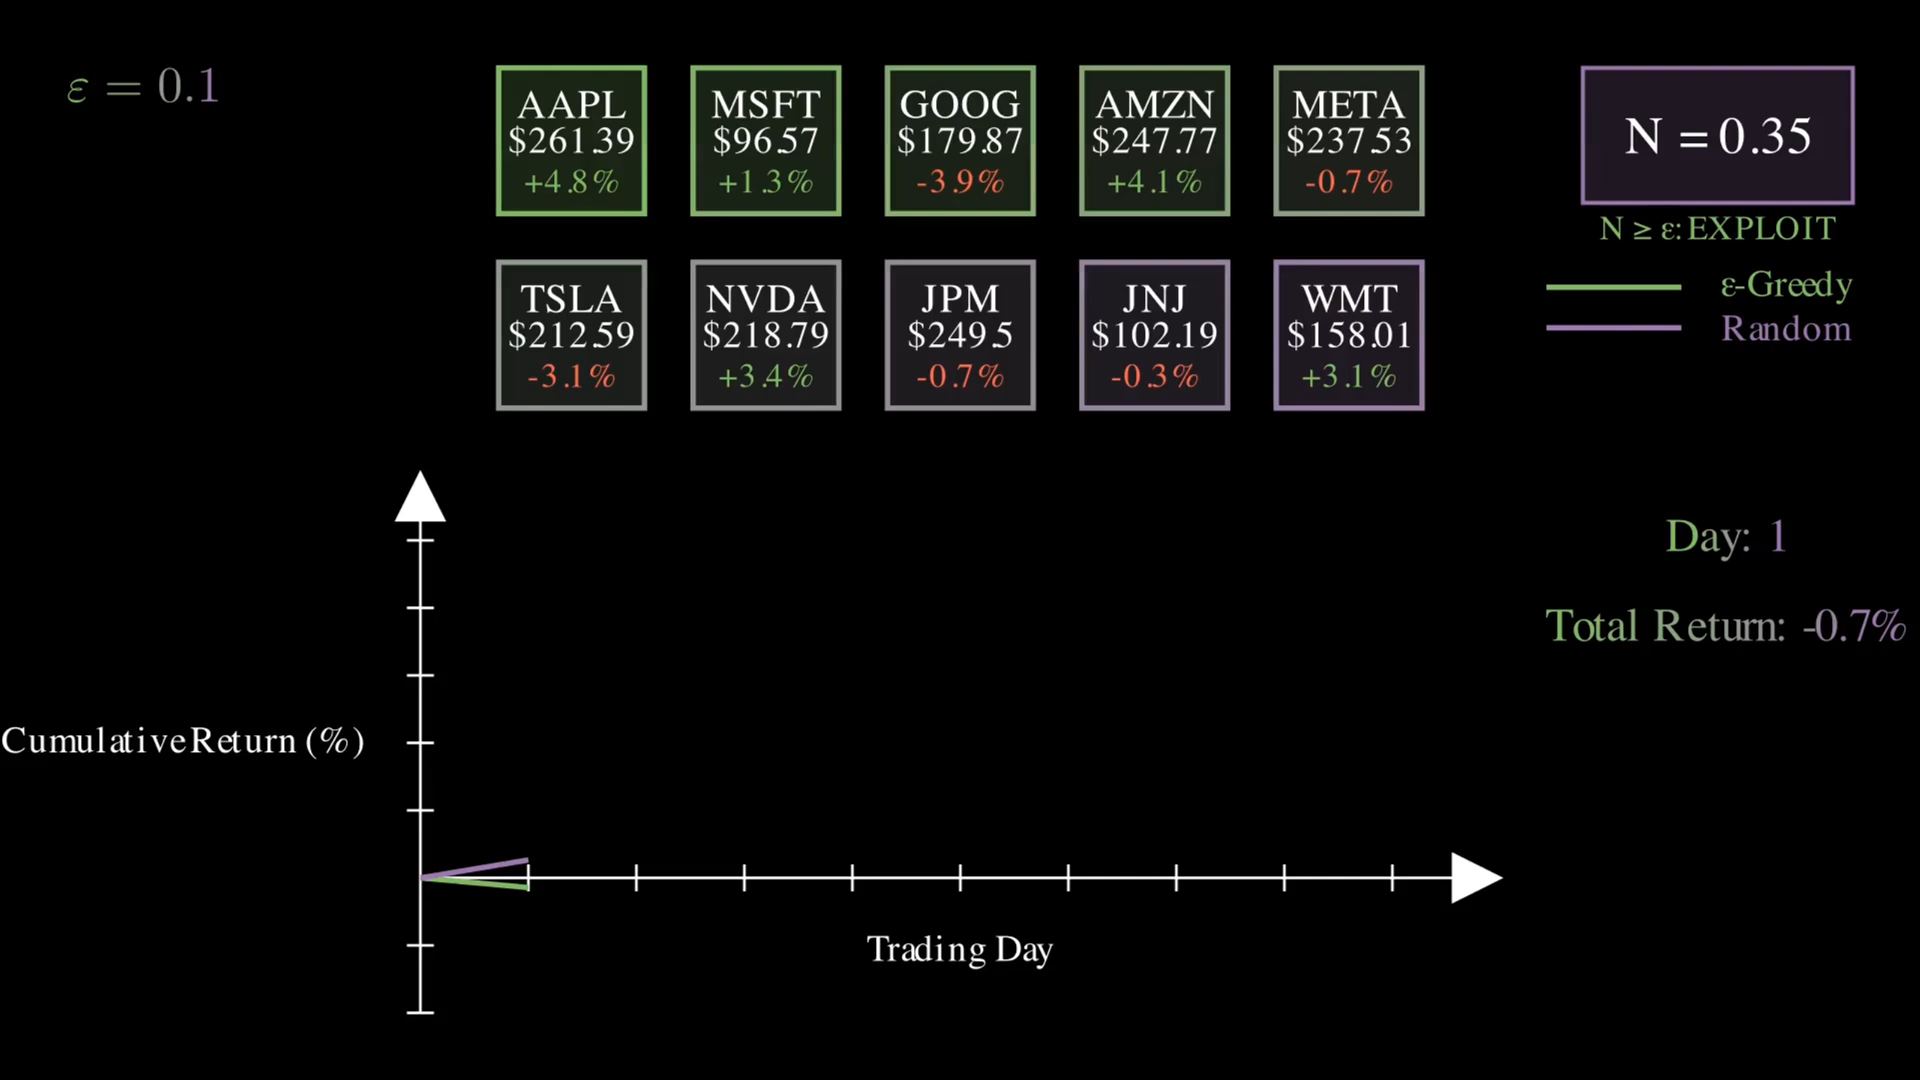 ε = 0.1
AAPL
$261.39
+4.8%
MSFT
$96.57
+1.3%
GOOG
$179.87
-3.9%
AMZN
$247.77
+4.1%
META
$237.53
-0.7%
N = 0.35
N ≥ ε: EXPLOIT
ε-Greedy
Random
TSLA
$212.59
-3.1%
NVDA
$218.79
+3.4%
JPM
$249.5
-0.7%
JNJ
$102.19
-0.3%
WMT
$158.01
+3.1%
Day: 1
Total Return: -0.7%
Cumulative Return (%)
Trading Day